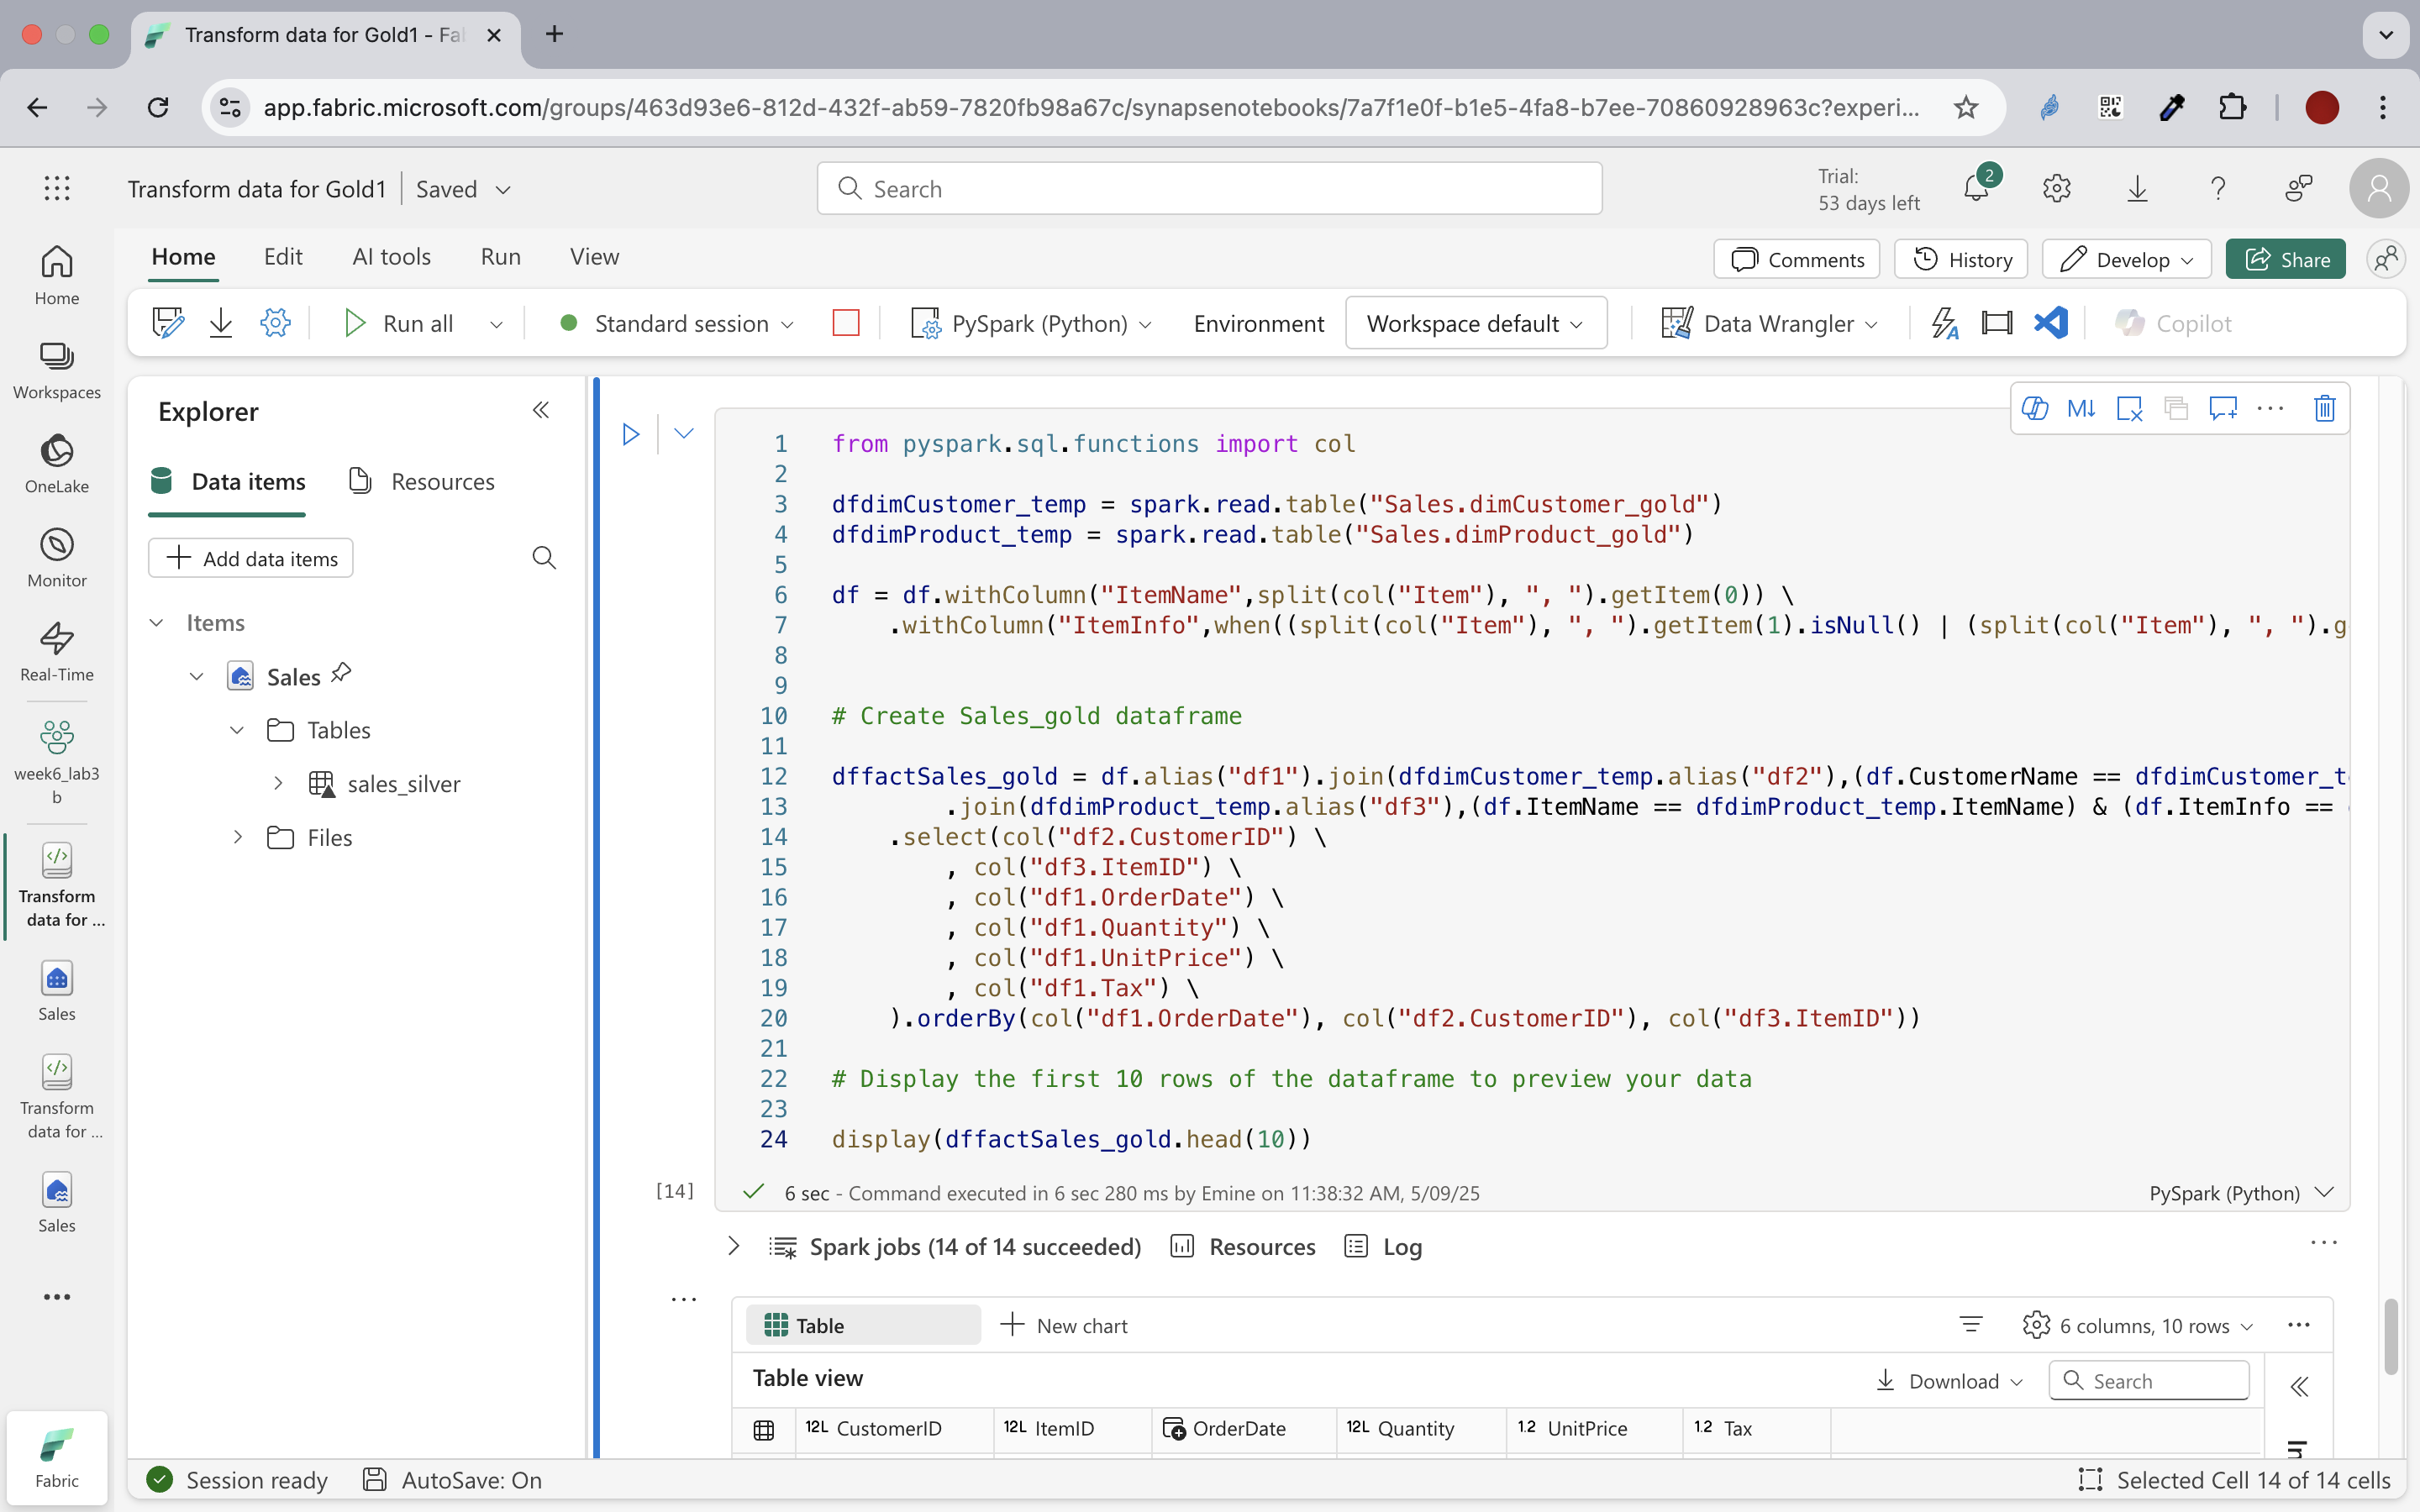 Transform data for Gold1 - Fa
app.fabric.microsoft.com/groups/463d93e6-812d-432f-ab59-7820fb98a67c/synapsenotebooks/7a7f1e0f-b1e5-4fa8-b7ee-70860928963c?experi...
Transform data for Gold1 | Saved
Search
Trial:
53 days left
2
Home Edit AI tools Run View
Comments History Develop Share
Run all Standard session PySpark (Python) Environment Workspace default Data Wrangler Copilot
Home
Workspaces
OneLake
Monitor
Real-Time
week6_lab3
b
Transform
data for ...
Sales
Transform
data for ...
Sales
Fabric
Explorer
Data items Resources
Add data items
Items
Sales
Tables
sales_silver
Files
M↓
1 from pyspark.sql.functions import col
2
3 dfdimCustomer_temp = spark.read.table("Sales.dimCustomer_gold")
4 dfdimProduct_temp = spark.read.table("Sales.dimProduct_gold")
5
6 df = df.withColumn("ItemName",split(col("Item"), ", ").getItem(0)) \
7 .withColumn("ItemInfo",when((split(col("Item"), ", ").getItem(1).isNull() | (split(col("Item"), ", ").g
8
9
10 # Create Sales_gold dataframe
11
12 dffactSales_gold = df.alias("df1").join(dfdimCustomer_temp.alias("df2"),(df.CustomerName == dfdimCustomer_t
13 .join(dfdimProduct_temp.alias("df3"),(df.ItemName == dfdimProduct_temp.ItemName) & (df.ItemInfo ==
14 .select(col("df2.CustomerID") \
15 , col("df3.ItemID") \
16 , col("df1.OrderDate") \
17 , col("df1.Quantity") \
18 , col("df1.UnitPrice") \
19 , col("df1.Tax") \
20 ).orderBy(col("df1.OrderDate"), col("df2.CustomerID"), col("df3.ItemID"))
21
22 # Display the first 10 rows of the dataframe to preview your data
23
24 display(dffactSales_gold.head(10))
[14] 6 sec - Command executed in 6 sec 280 ms by Emine on 11:38:32 AM, 5/09/25 PySpark (Python)
Spark jobs (14 of 14 succeeded) Resources Log
Table New chart 6 columns, 10 rows
Table view Download Search
12L CustomerID 12L ItemID OrderDate 12L Quantity 1.2 UnitPrice 1.2 Tax
Session ready AutoSave: On Selected Cell 14 of 14 cells